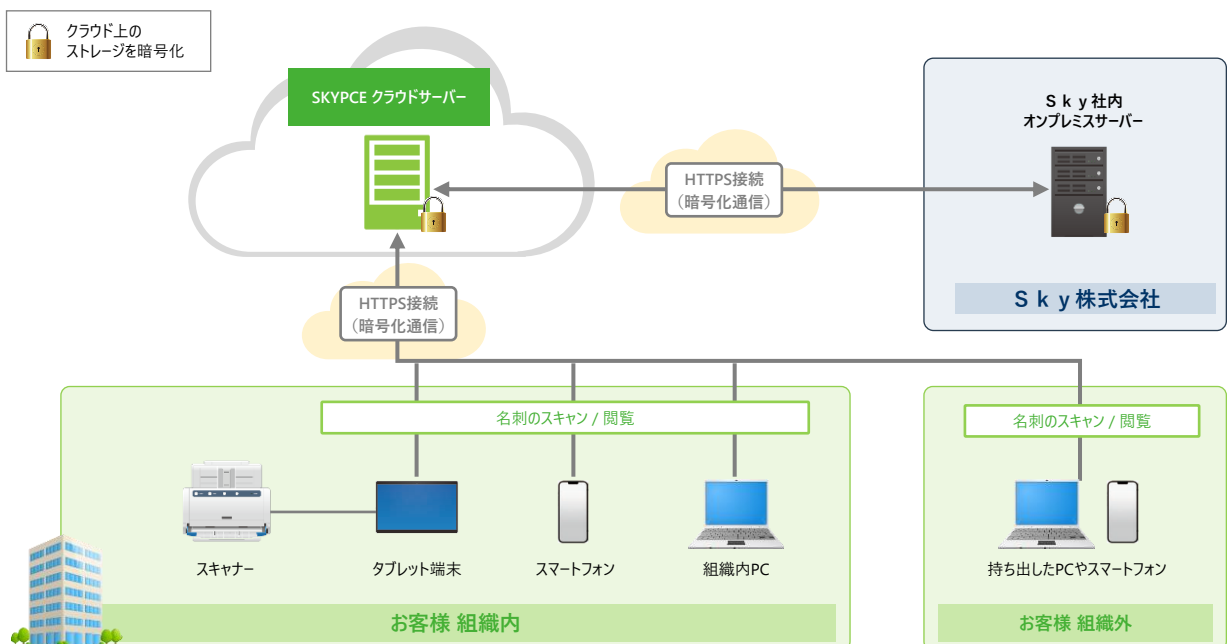 クラウド上の
ストレージを暗号化
SKYPCE クラウドサーバー
Ｓｋｙ社内
オンプレミスサーバー
HTTPS接続
（暗号化通信）
Ｓｋｙ株式会社
HTTPS接続
（暗号化通信）
名刺のスキャン / 閲覧
名刺のスキャン / 閲覧
スキャナー
タブレット端末
スマートフォン
組織内PC
持ち出したPCやスマートフォン
お客様 組織内
お客様 組織外